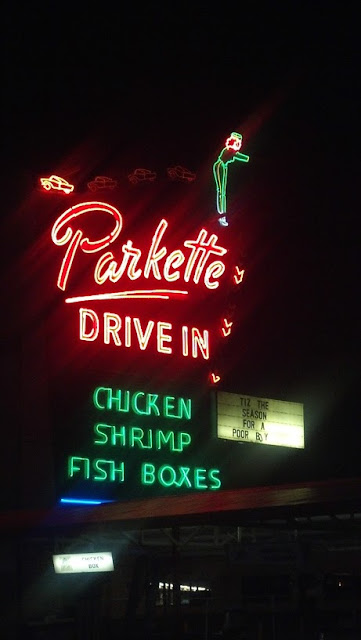 Parkette
DRIVE IN
CHICKEN
SHRIMP
FISH BOXES
TIZ THE
SEASON
FOR A
POOR BOY